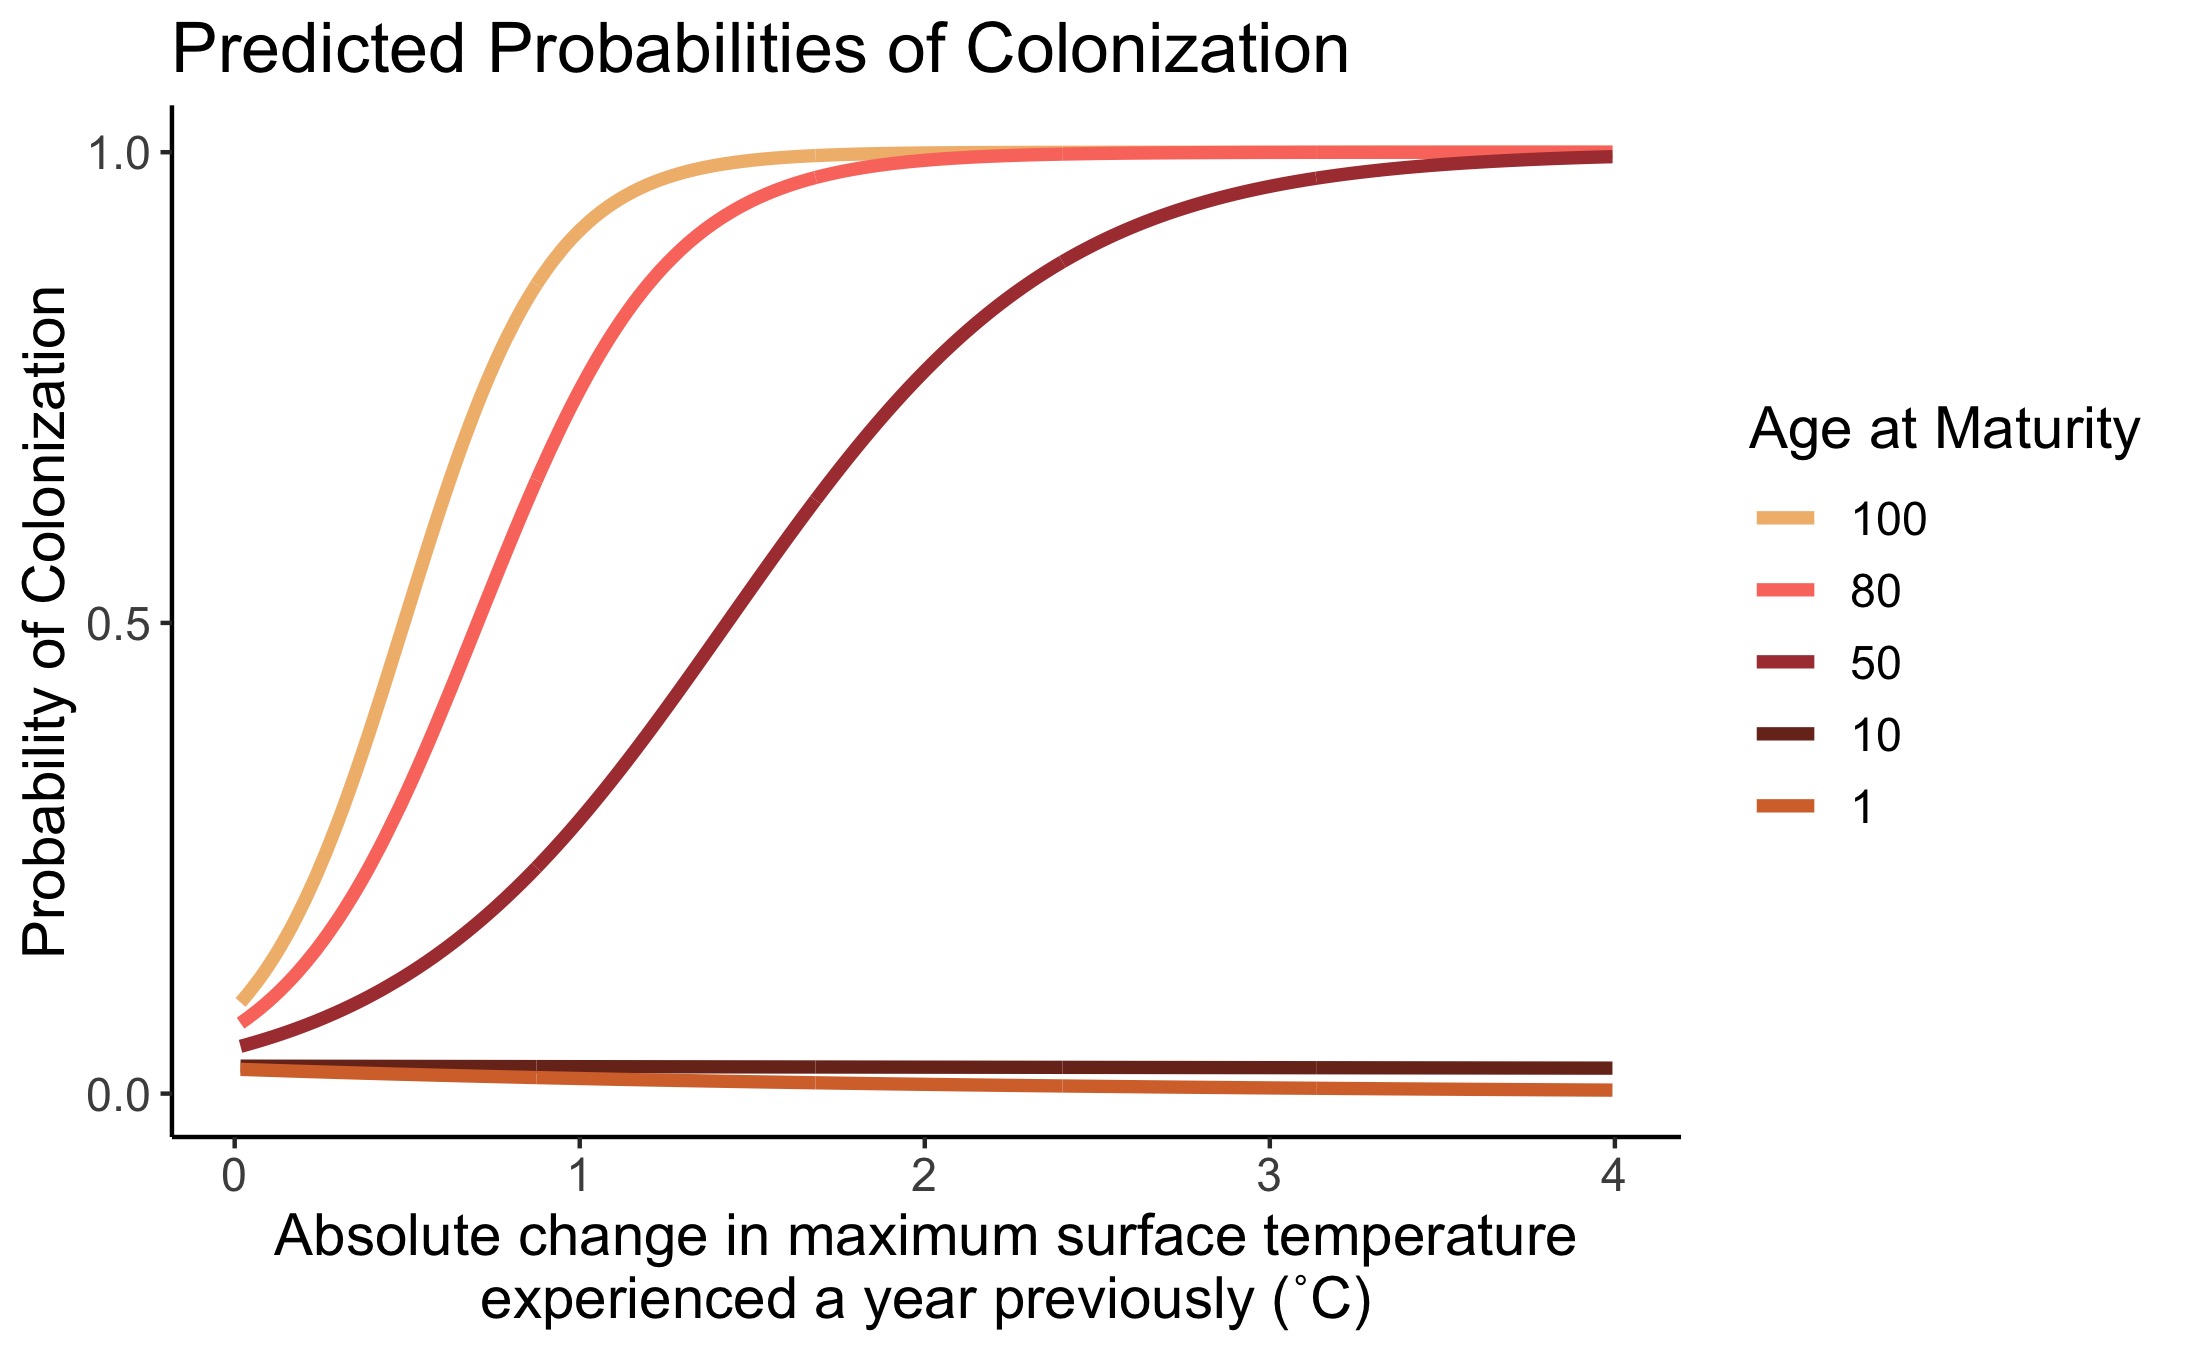 Predicted Probabilities of Colonization
1.0
0.5
0.0
Probability of Colonization
0 1 2 3 4
Absolute change in maximum surface temperature
experienced a year previously (˚C)
Age at Maturity
100
80
50
10
1